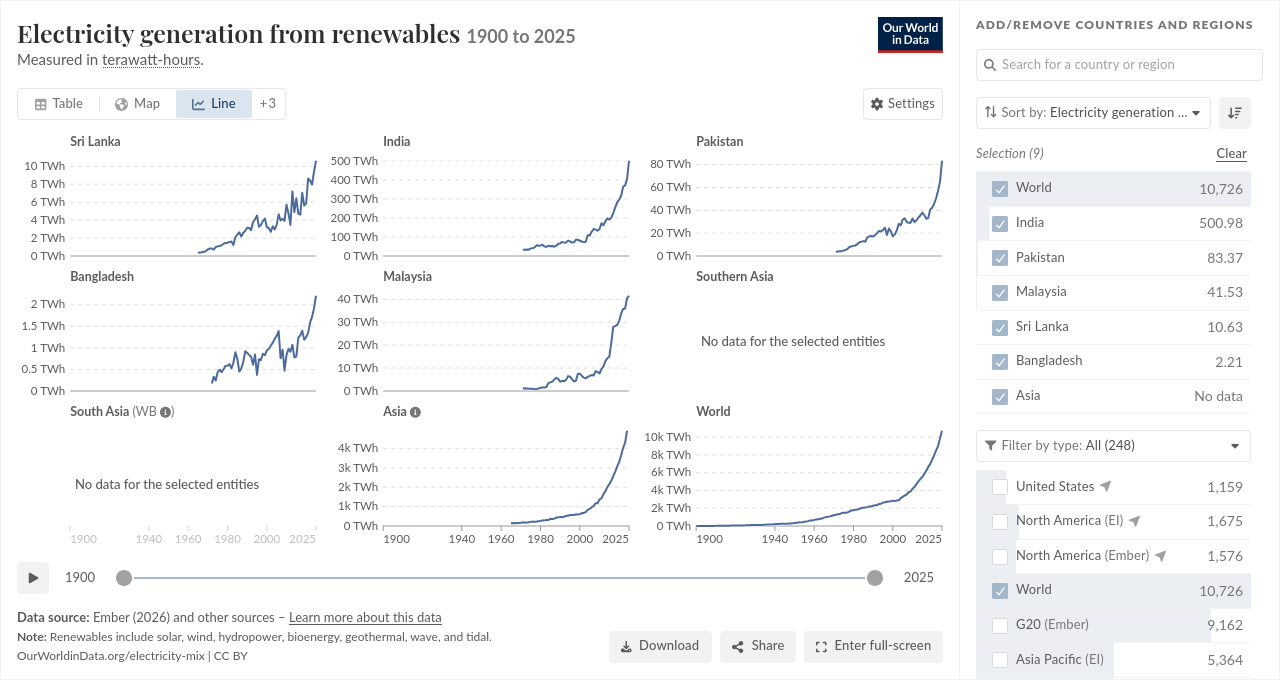 Electricity generation from renewables 1900 to 2025
Measured in terawatt-hours.
Our World
in Data
Table
Map
Line
+3
Settings
Sri Lanka
10 TWh
8 TWh
6 TWh
4 TWh
2 TWh
0 TWh
India
500 TWh
400 TWh
300 TWh
200 TWh
100 TWh
0 TWh
Pakistan
80 TWh
60 TWh
40 TWh
20 TWh
0 TWh
Bangladesh
2 TWh
1.5 TWh
1 TWh
0.5 TWh
0 TWh
Malaysia
40 TWh
30 TWh
20 TWh
10 TWh
0 TWh
Southern Asia
No data for the selected entities
South Asia (WB)
No data for the selected entities
1900 1940 1960 1980 2000 2025
Asia
4k TWh
3k TWh
2k TWh
1k TWh
0 TWh
1900 1940 1960 1980 2000 2025
World
10k TWh
8k TWh
6k TWh
4k TWh
2k TWh
0 TWh
1900 1940 1960 1980 2000 2025
1900
2025
Data source: Ember (2026) and other sources – Learn more about this data
Note: Renewables include solar, wind, hydropower, bioenergy, geothermal, wave, and tidal.
OurWorldinData.org/electricity-mix | CC BY
Download
Share
Enter full-screen
ADD/REMOVE COUNTRIES AND REGIONS
Search for a country or region
Sort by: Electricity generation ...
Selection (9)
Clear
World 10,726
India 500.98
Pakistan 83.37
Malaysia 41.53
Sri Lanka 10.63
Bangladesh 2.21
Asia No data
Filter by type: All (248)
United States 1,159
North America (EI) 1,675
North America (Ember) 1,576
World 10,726
G20 (Ember) 9,162
Asia Pacific (EI) 5,364